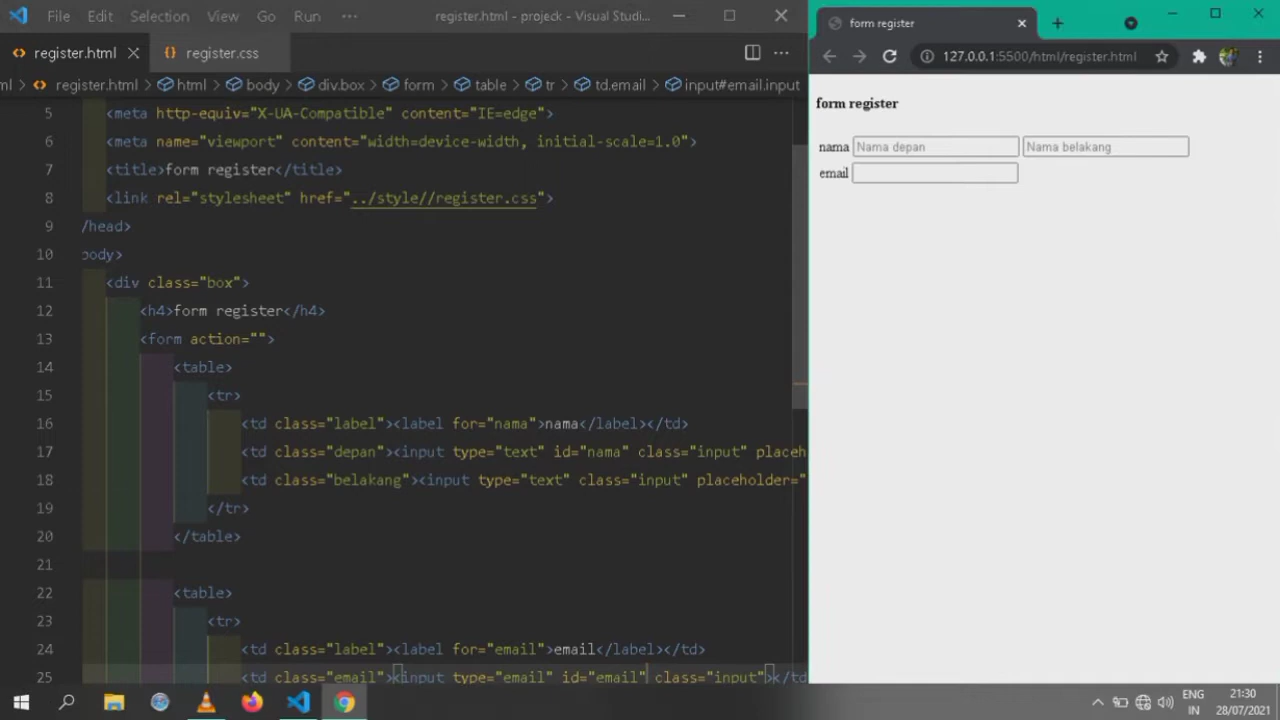 File Edit Selection View Go Run ··· register.html - projeck - Visual Studi...
register.html register.css
ml > register.html > html > body > div.box > form > table > tr > td.email > input#email.input
5 <meta http-equiv="X-UA-Compatible" content="IE=edge">
6 <meta name="viewport" content="width=device-width, initial-scale=1.0">
7 <title>form register</title>
8 <link rel="stylesheet" href="../style//register.css">
9 /head>
10 body>
11 <div class="box">
12 <h4>form register</h4>
13 <form action="">
14 <table>
15 <tr>
16 <td class="label"><label for="nama">nama</label></td>
17 <td class="depan"><input type="text" id="nama" class="input" placeh
18 <td class="belakang"><input type="text" class="input" placeholder="
19 </tr>
20 </table>
21
22 <table>
23 <tr>
24 <td class="label"><label for="email">email</label></td>
25 <td class="email"><input type="email" id="email" class="input"></td
form register
127.0.0.1:5500/html/register.html
form register
nama Nama depan Nama belakang
email
ENG 21:30
IN 28/07/2021